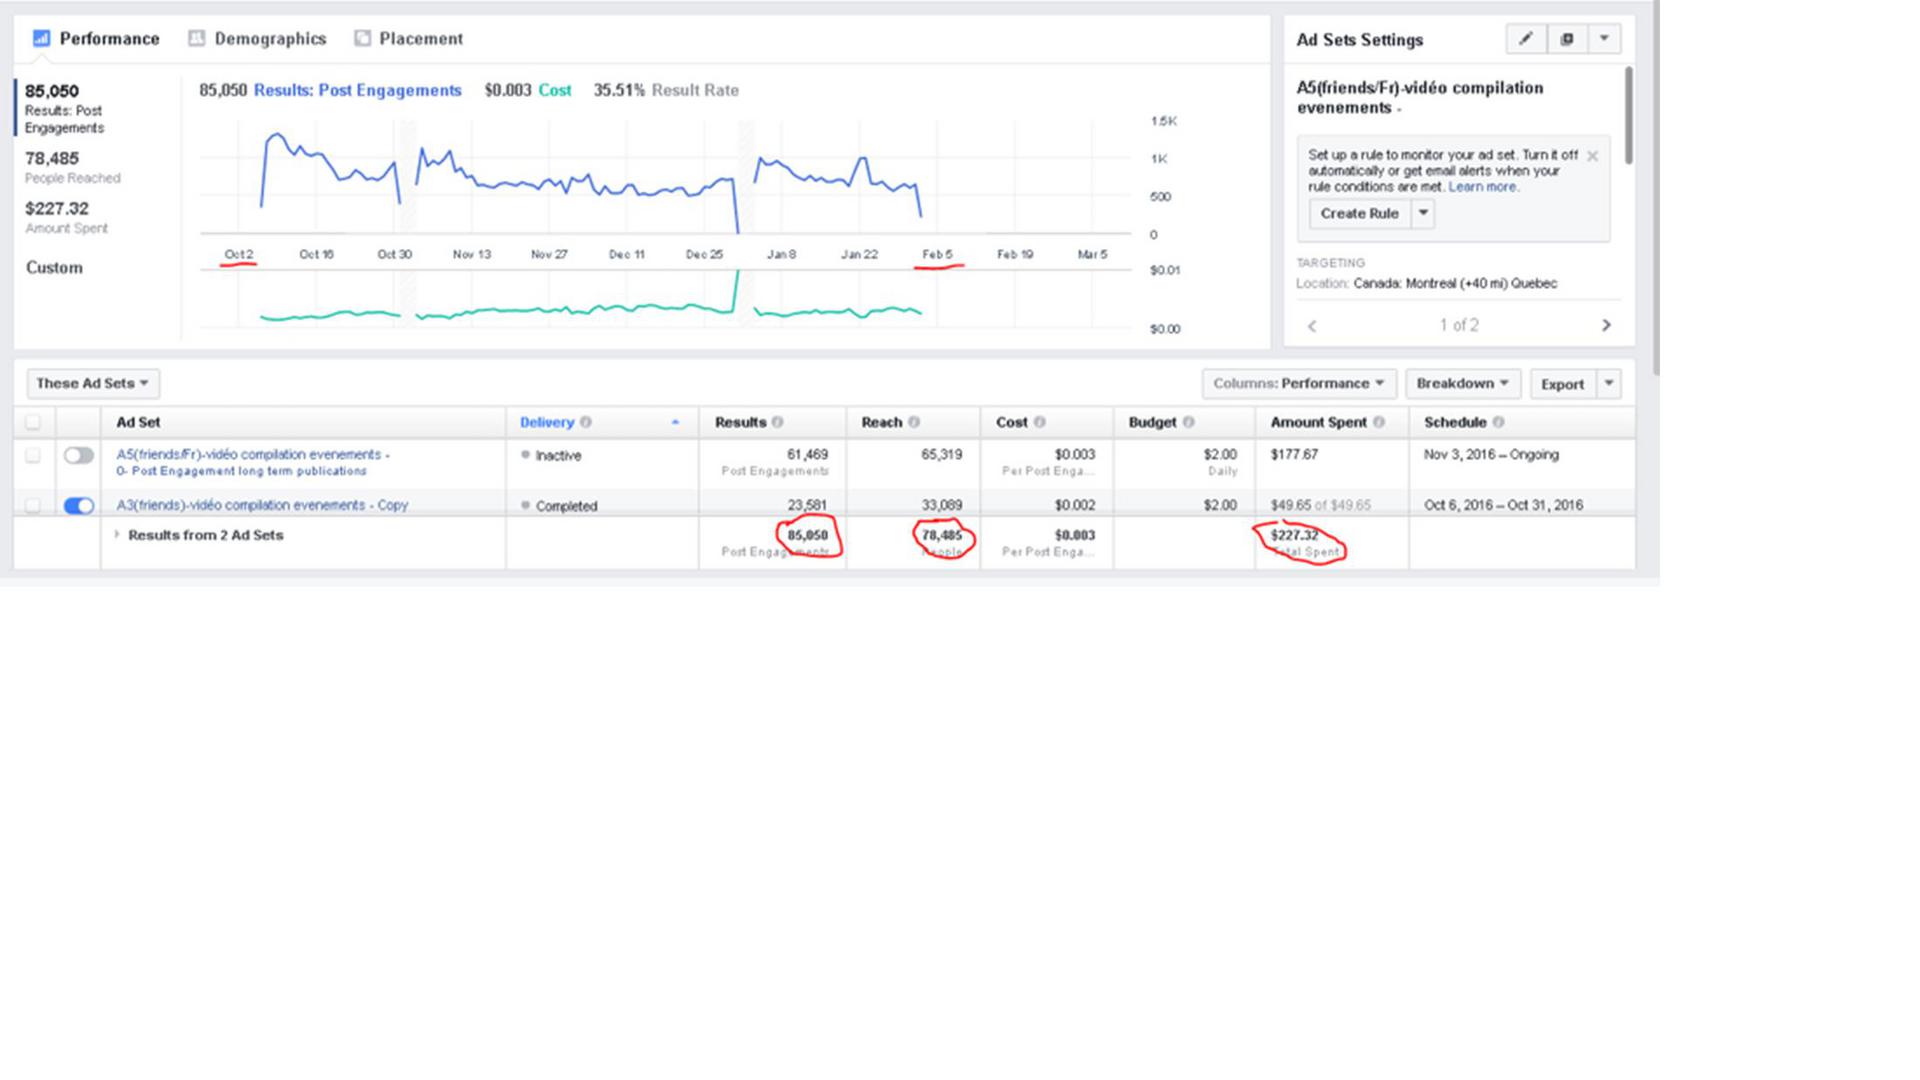 Performance Demographics Placement
Ad Sets Settings
85,050
Results: Post
Engagements
78,485
People Reached
$227.32
Amount Spent
Custom
85,050 Results: Post Engagements $0.003 Cost 35.51% Result Rate
1.5K
1K
500
0
Oct 2 Oct 16 Oct 30 Nov 13 Nov 27 Dec 11 Dec 25 Jan 8 Jan 22 Feb 5 Feb 19 Mar 5
$0.01
$0.00
A5(friends/Fr)-vidéo compilation
evenements -
Set up a rule to monitor your ad set. Turn it off
automatically or get email alerts when your
rule conditions are met. Learn more.
Create Rule
TARGETING
Location: Canada: Montreal (+40 mi) Quebec
1 of 2
These Ad Sets
Columns: Performance Breakdown Export
Ad Set Delivery Results Reach Cost Budget Amount Spent Schedule
A5(friends/Fr)-vidéo compilation evenements - Inactive 61,469 65,319 $0.003 $2.00 $177.67 Nov 3, 2016 – Ongoing
0- Post Engagement long term publications Post Engagements Per Post Enga... Daily
A3(friends)-vidéo compilation evenements - Copy Completed 23,581 33,089 $0.002 $2.00 $49.65 of $49.65 Oct 6, 2016 – Oct 31, 2016
Results from 2 Ad Sets 85,050 78,485 $0.003 $227.32
Post Engagements People Per Post Enga... Total Spent